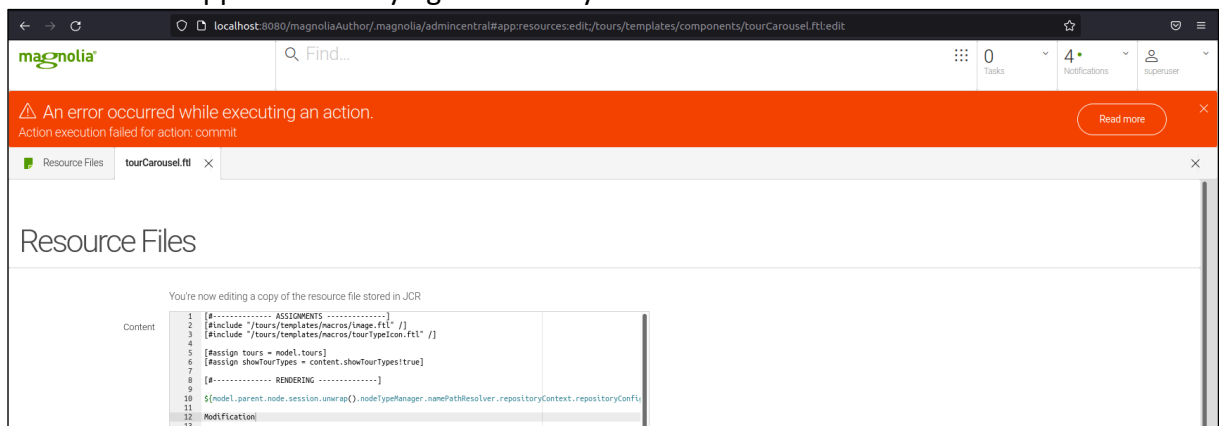 localhost:8080/magnoliaAuthor/.magnolia/admincentral#app:resources:edit;/tours/templates/components/tourCarousel.ftl:edit
magnolia
Find...
0
Tasks
4
Notifications
superuser
An error occurred while executing an action.
Action execution failed for action: commit
Read more
Resource Files
tourCarousel.ftl
Resource Files
You're now editing a copy of the resource file stored in JCR
Content
1 [#-------------- ASSIGNMENTS --------------]
2 [#include "/tours/templates/macros/image.ftl" /]
3 [#include "/tours/templates/macros/tourTypeIcon.ftl" /]
4
5 [#assign tours = model.tours]
6 [#assign showTourTypes = content.showTourTypes!true]
7
8 [#-------------- RENDERING --------------]
9
10 ${model.parent.node.session.unwrap().nodeTypeManager.namePathResolver.repositoryContext.repositoryConfi
11
12 Modification
13